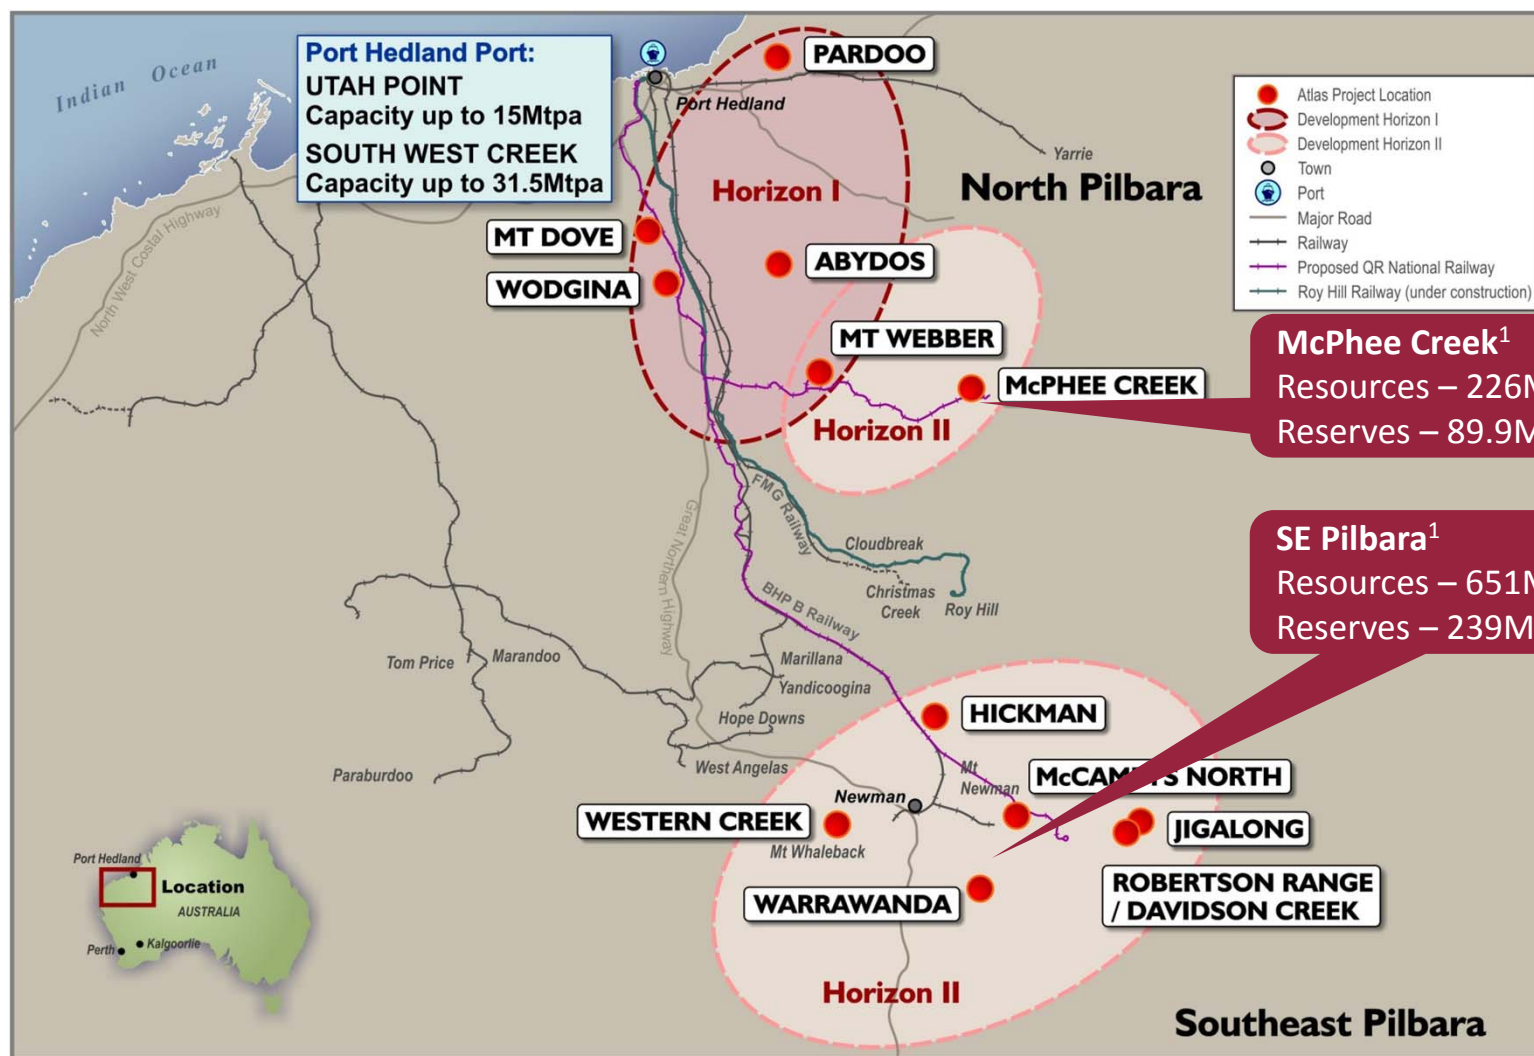 Indian Ocean
Port Hedland Port:
UTAH POINT
Capacity up to 15Mtpa
SOUTH WEST CREEK
Capacity up to 31.5Mtpa
PARDOO
Port Hedland
Yarrie
Horizon I
North Pilbara
Atlas Project Location
Development Horizon I
Development Horizon II
Town
Port
Major Road
Railway
Proposed QR National Railway
Roy Hill Railway (under construction)
North West Costal Highway
MT DOVE
WODGINA
ABYDOS
MT WEBBER
McPHEE CREEK
Horizon II
McPhee Creek¹
Resources – 226M
Reserves – 89.9M
SE Pilbara¹
Resources – 651M
Reserves – 239M
FMG Railway
Great Northern Highway
Cloudbreak
Christmas
Creek
Roy Hill
BHP B Railway
Tom Price
Marandoo
Marillana
Yandicoogina
Hope Downs
West Angelas
Paraburdoo
HICKMAN
Mt
Newman
NORTH
Newman
WESTERN CREEK
Mt Whaleback
JIGALONG
WARRAWANDA
ROBERTSON RANGE
/ DAVIDSON CREEK
Horizon II
Southeast Pilbara
Port Hedland
Location
AUSTRALIA
Perth
Kalgoorlie